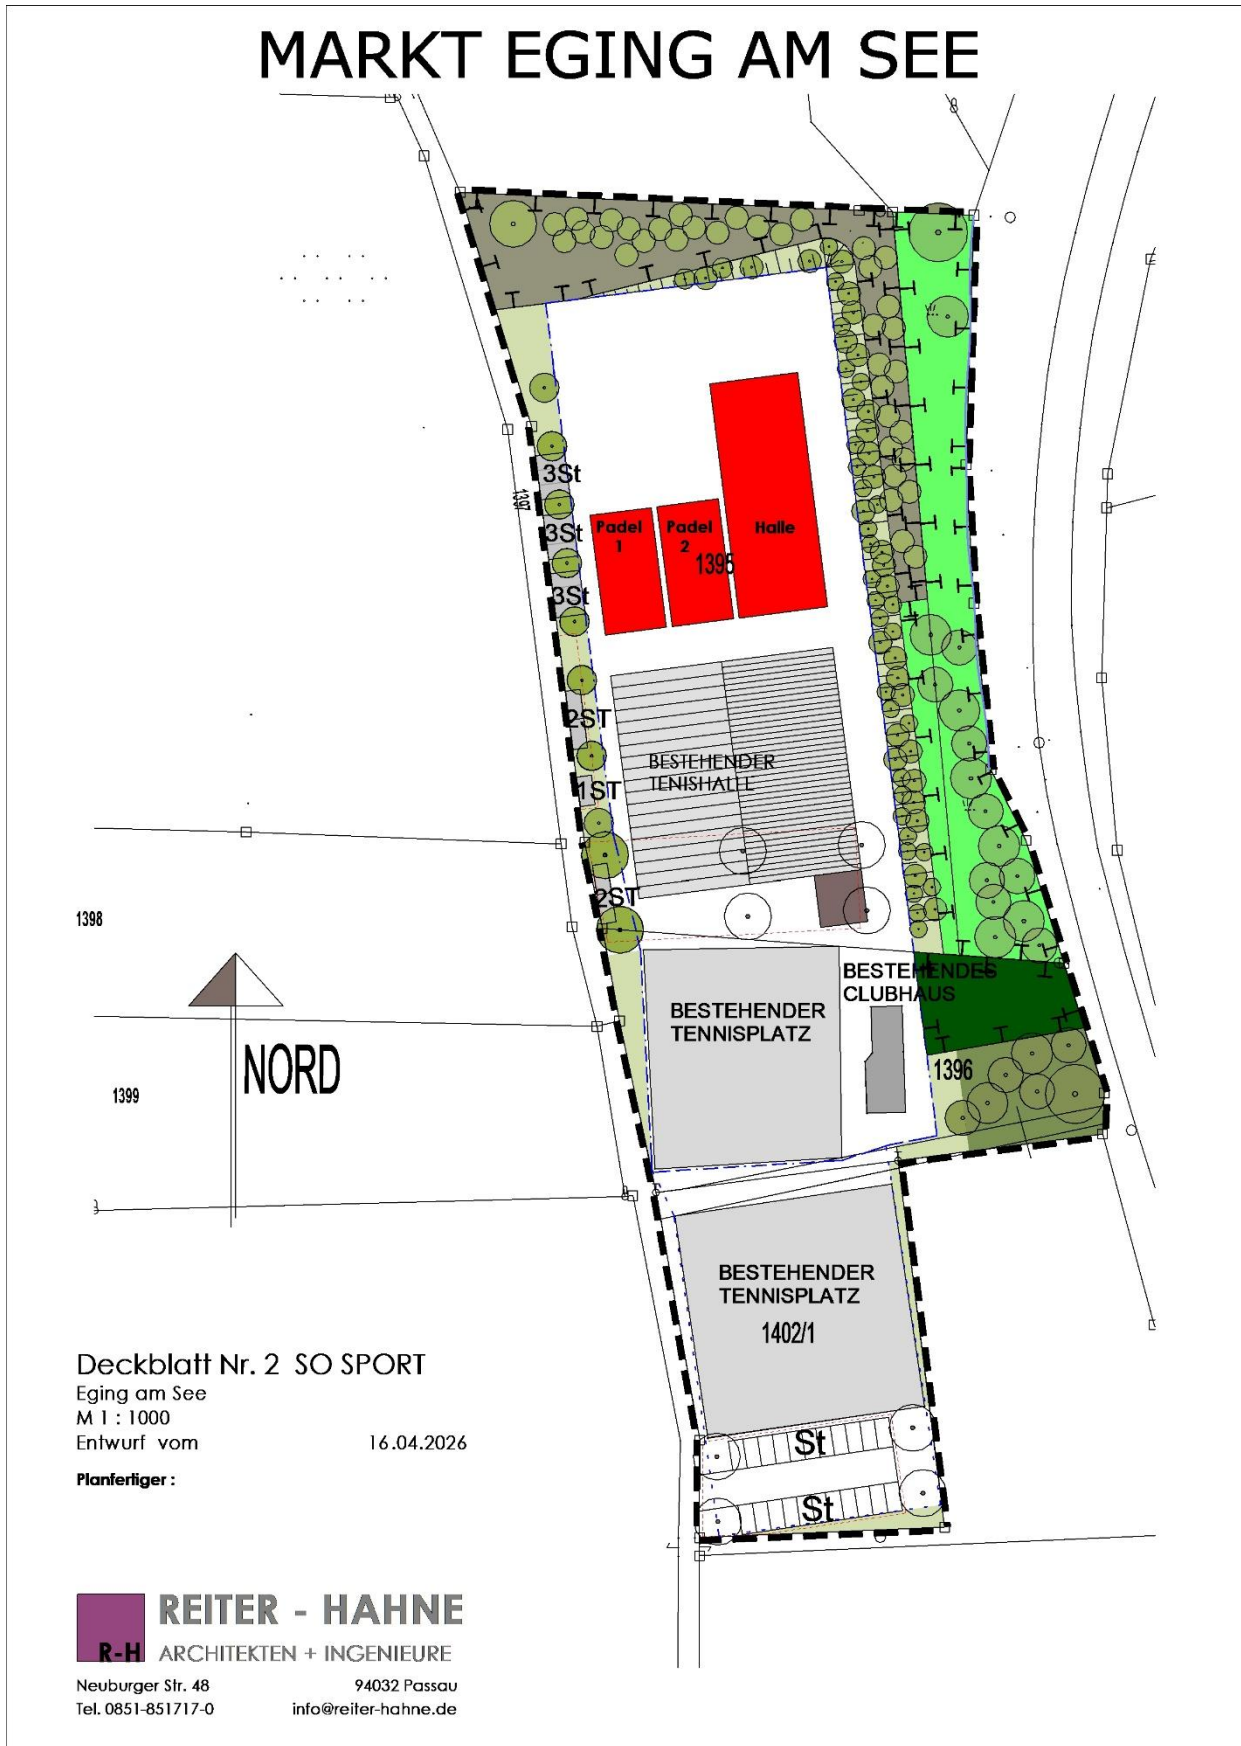 MARKT EGING AM SEE
3St
1397
3St
3St
Padel
1
Padel
2
Halle
1395
2ST
BESTEHENDER
TENISHALLE
1ST
2ST
1398
BESTEHENDES
CLUBHAUS
BESTEHENDER
TENNISPLATZ
NORD
1396
1399
BESTEHENDER
TENNISPLATZ
1402/1
Deckblatt Nr. 2 SO SPORT
Eging am See
M 1 : 1000
Entwurf vom 16.04.2026
St
Planfertiger :
St
REITER - HAHNE
R-H ARCHITEKTEN + INGENIEURE
Neuburger Str. 48 94032 Passau
Tel. 0851-851717-0 info@reiter-hahne.de